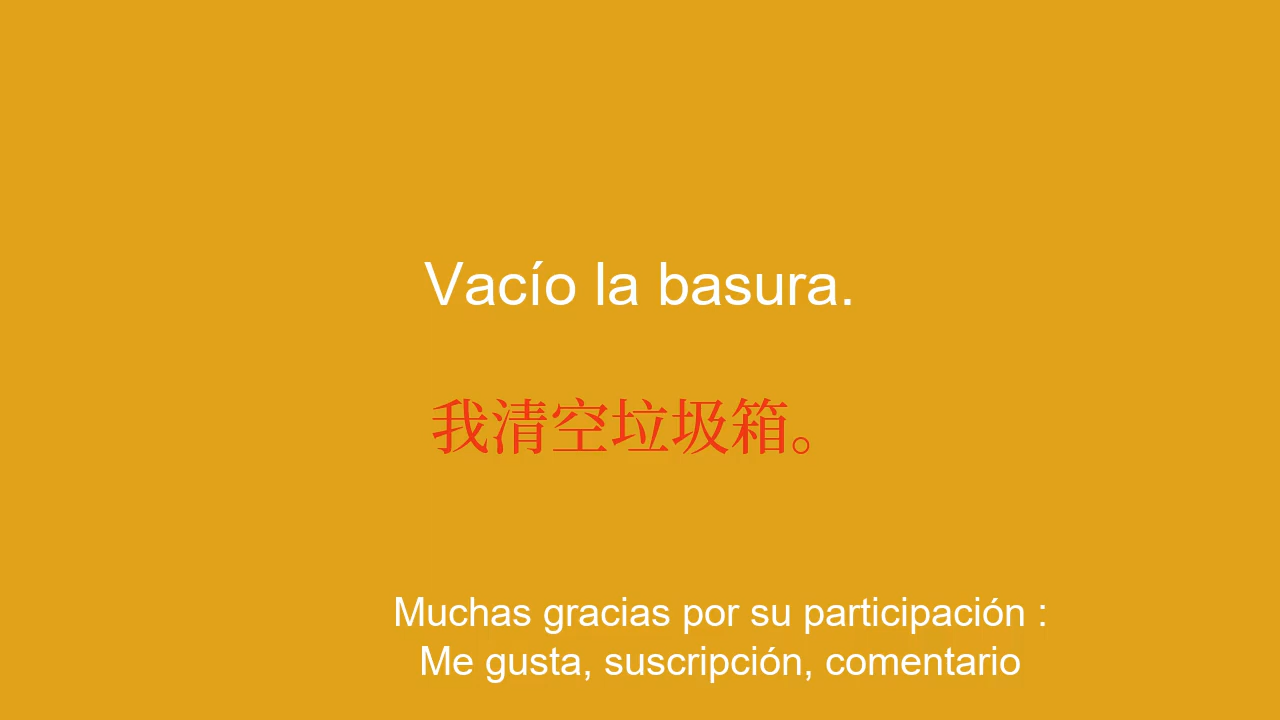 Vacío la basura.
我清空垃圾箱。
Muchas gracias por su participación :
Me gusta, suscripción, comentario